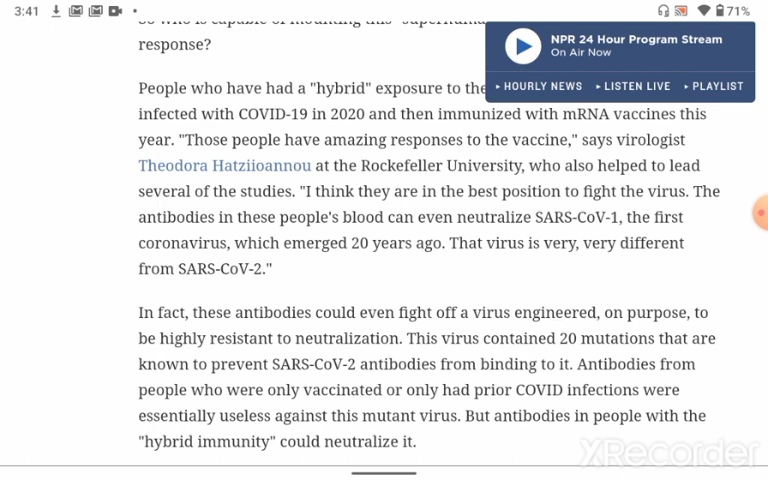 3:41
71%
response?
NPR 24 Hour Program Stream
On Air Now
HOURLY NEWS LISTEN LIVE PLAYLIST
People who have had a "hybrid" exposure to the
infected with COVID-19 in 2020 and then immunized with mRNA vaccines this
year. "Those people have amazing responses to the vaccine," says virologist
Theodora Hatziioannou at the Rockefeller University, who also helped to lead
several of the studies. "I think they are in the best position to fight the virus. The
antibodies in these people's blood can even neutralize SARS-CoV-1, the first
coronavirus, which emerged 20 years ago. That virus is very, very different
from SARS-CoV-2."
In fact, these antibodies could even fight off a virus engineered, on purpose, to
be highly resistant to neutralization. This virus contained 20 mutations that are
known to prevent SARS-CoV-2 antibodies from binding to it. Antibodies from
people who were only vaccinated or only had prior COVID infections were
essentially useless against this mutant virus. But antibodies in people with the
"hybrid immunity" could neutralize it.
XRecorder